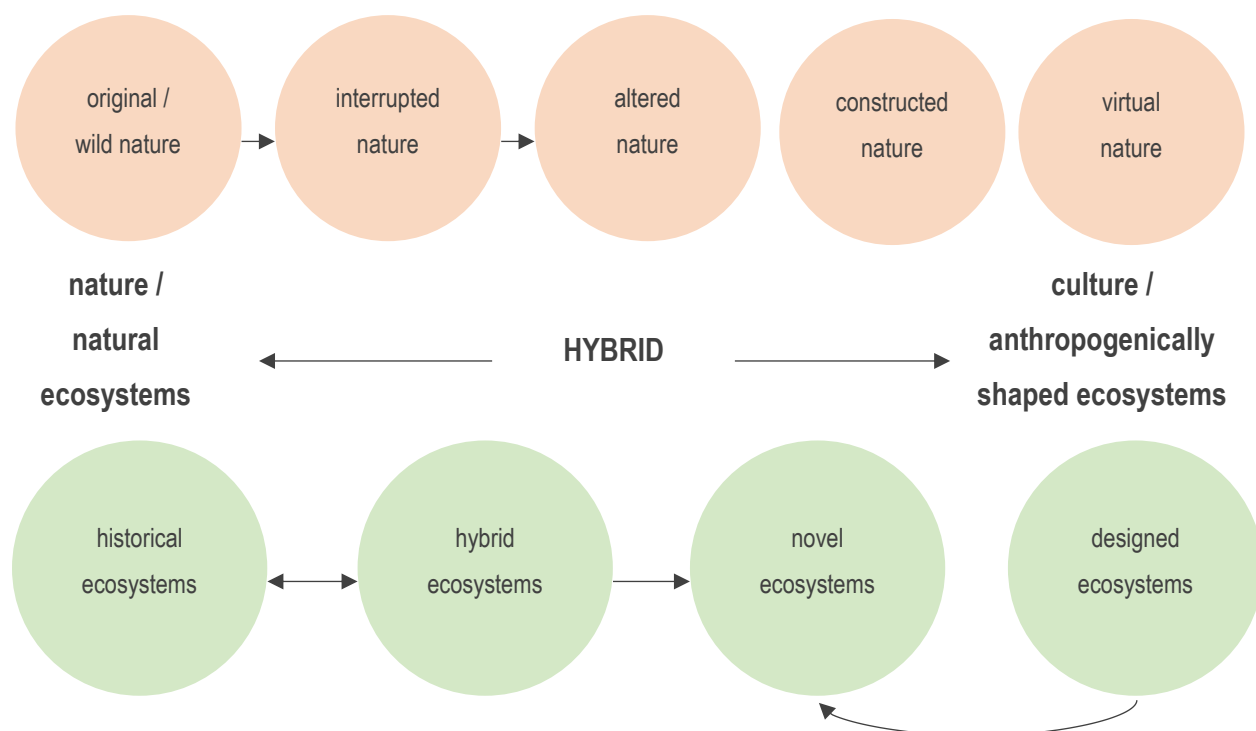 original /
wild nature
interrupted
nature
altered
nature
constructed
nature
virtual
nature
nature /
natural
ecosystems
HYBRID
culture /
anthropogenically
shaped ecosystems
historical
ecosystems
hybrid
ecosystems
novel
ecosystems
designed
ecosystems